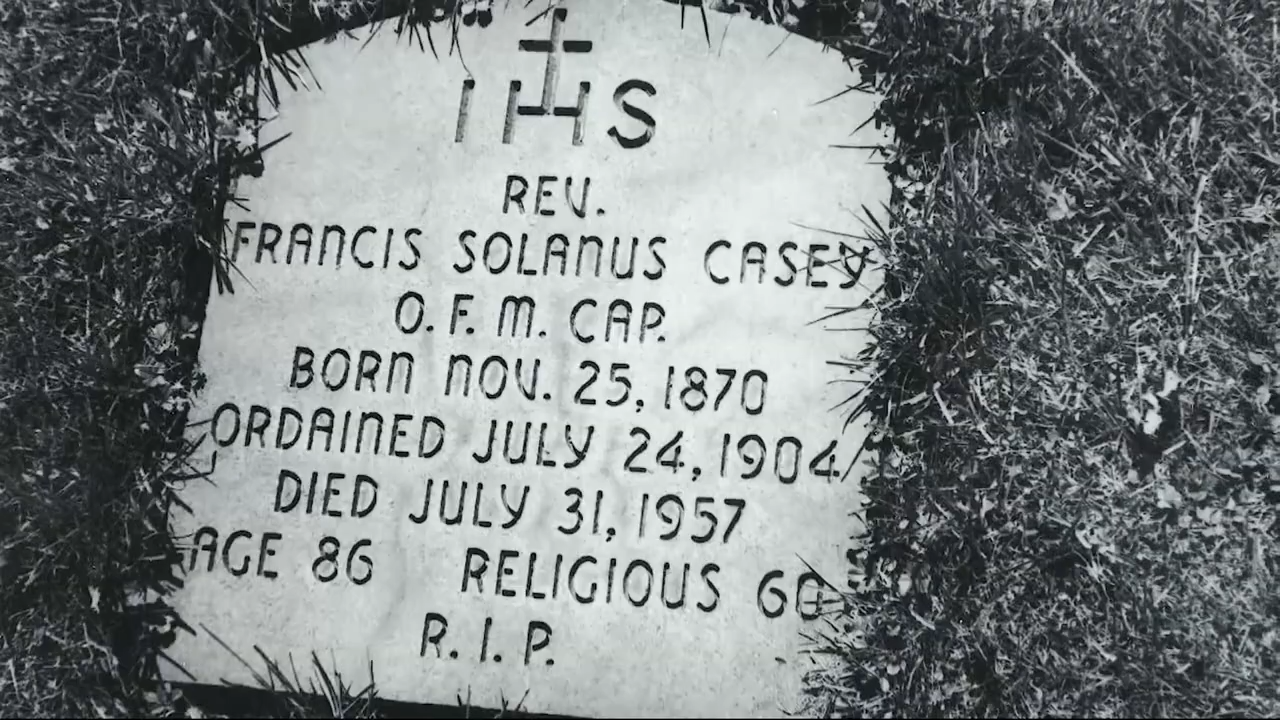 IHS
REV.
FRANCIS SOLANUS CASEY
O.F.M. CAP.
BORN NOV. 25, 1870
ORDAINED JULY 24, 1904
DIED JULY 31, 1957
AGE 86 RELIGIOUS 60
R.I.P.